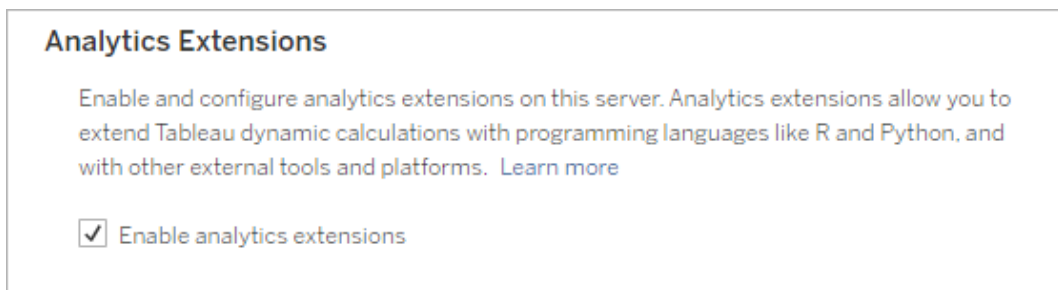 Analytics Extensions
Enable and configure analytics extensions on this server. Analytics extensions allow you to
extend Tableau dynamic calculations with programming languages like R and Python, and
with other external tools and platforms. Learn more
Enable analytics extensions